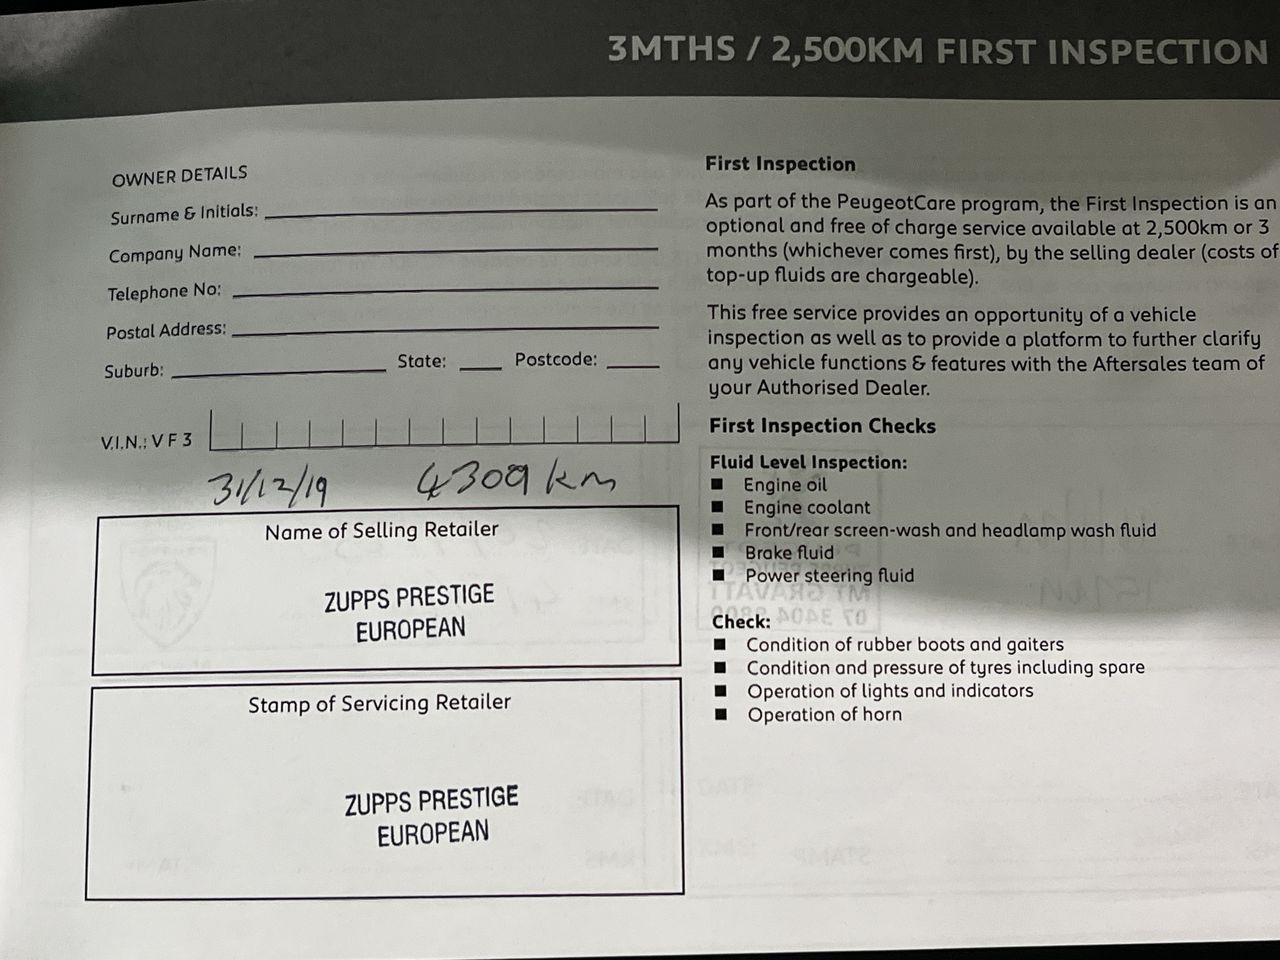 3MTHS / 2,500KM FIRST INSPECTION
OWNER DETAILS
Surname & Initials:
Company Name:
Telephone No:
Postal Address:
Suburb: State: Postcode:
V.I.N.: V F 3
31/12/19 4309 km
Name of Selling Retailer
ZUPPS PRESTIGE
EUROPEAN
Stamp of Servicing Retailer
ZUPPS PRESTIGE
EUROPEAN
First Inspection
As part of the PeugeotCare program, the First Inspection is an
optional and free of charge service available at 2,500km or 3
months (whichever comes first), by the selling dealer (costs of
top-up fluids are chargeable).
This free service provides an opportunity of a vehicle
inspection as well as to provide a platform to further clarify
any vehicle functions & features with the Aftersales team of
your Authorised Dealer.
First Inspection Checks
Fluid Level Inspection:
■ Engine oil
■ Engine coolant
■ Front/rear screen-wash and headlamp wash fluid
■ Brake fluid
■ Power steering fluid
Check:
■ Condition of rubber boots and gaiters
■ Condition and pressure of tyres including spare
■ Operation of lights and indicators
■ Operation of horn